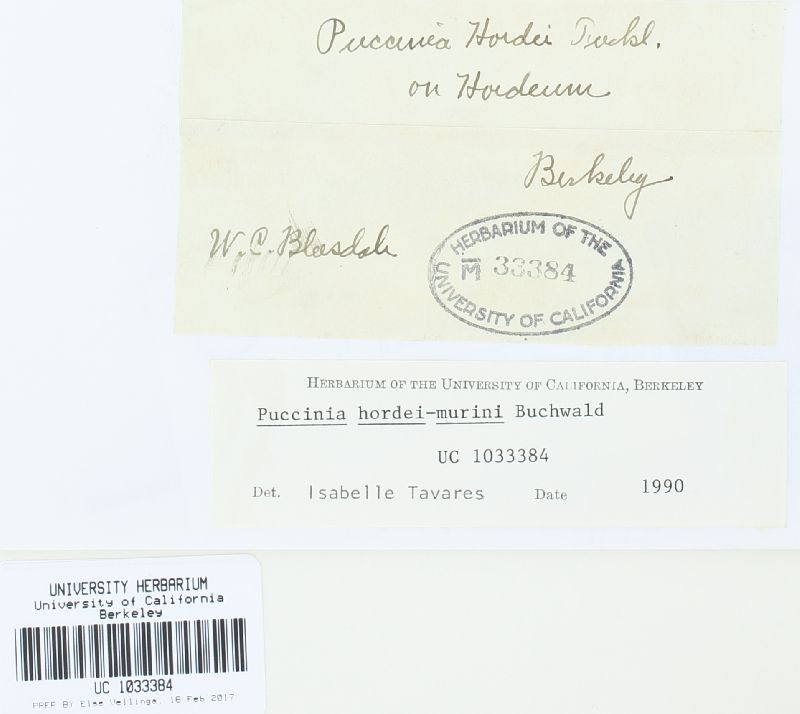 Puccinia Hordei Fuckl.
on Hordeum
Berkeley
W. C. Blasdale
HERBARIUM OF THE
M 33384
UNIVERSITY OF CALIFORNIA
HERBARIUM OF THE UNIVERSITY OF CALIFORNIA, BERKELEY
Puccinia hordei-murini Buchwald
UC 1033384
Det. Isabelle Tavares Date 1990
UNIVERSITY HERBARIUM
University of California
Berkeley
UC 1033384
PREP BY Else Vellinga, 16 Feb 2017